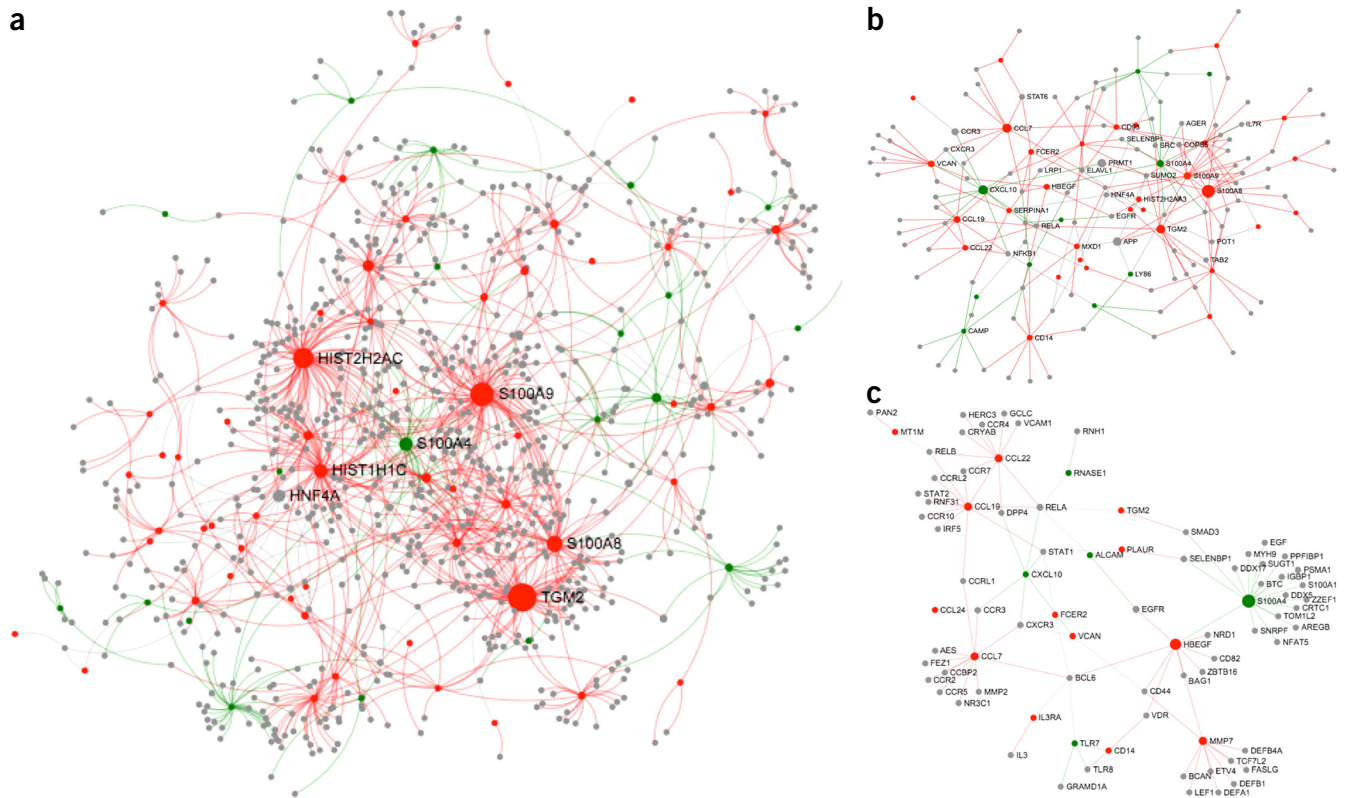 a
HIST2H2AC
S100A9
S100A4
HIST1H1C
HNF4A
S100A8
TGM2
b
STAT6
CCR3
CCL7
CD93
AGER
IL7R
SELENBP1
SRC
COPS5
CXCR3
FCER2
VCAN
PRMT1
S100A4
LRP1
ELAVL1
SUMO2
S100A9
CXCL10
HBEGF
HNF4A
HIST2H2AA3
S100A8
SERPINA1
EGFR
CCL19
RELA
TGM2
CCL22
NFKB1
MXD1
APP
POT1
TAB2
LY86
CAMP
CD14
c
PAN2
HERC3
GCLC
CCR4
VCAM1
MT1M
CRYAB
RNH1
RELB
CCL22
CCR7
RNASE1
CCRL2
STAT2
RNF31
CCL19
DPP4
RELA
TGM2
CCR10
IRF5
SMAD3
STAT1
ALCAM
PLAUR
SELENBP1
EGF
MYH9
PPFIBP1
SUGT1
DDX17
PSMA1
CXCL10
IGBP1
CCRL1
BTC
S100A1
DDX5
S100A4
ZZEF1
CRTC1
CCL24
CCR3
FCER2
EGFR
TOM1L2
CXCR3
AREGB
SNRPF
VCAN
NRD1
NFAT5
HBEGF
AES
CCL7
CD82
FEZ1
CCBP2
ZBTB16
CCR2
BCL6
BAG1
CCR5
MMP2
CD44
NR3C1
IL3RA
VDR
TLR7
CD14
MMP7
IL3
DEFB4A
TCF7L2
TLR8
ETV4
FASLG
BCAN
GRAMD1A
DEFB1
LEF1
DEFA1